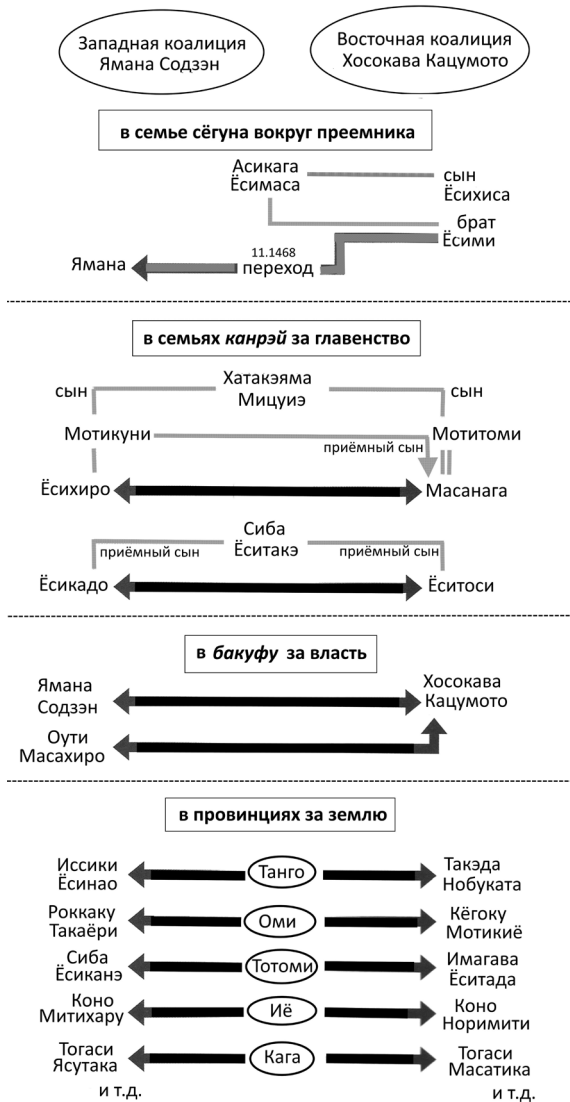 Западная коалиция
Ямана Содзэн
Восточная коалиция
Хосокава Кацумото
в семье сёгуна вокруг преемника
Асикага
Ёсимаса
сын
Ёсихиса
брат
Ёсими
11.1468
переход
Ямана
в семьях канрэй за главенство
Хатакэяма
Мицуиэ
сын
сын
Мотикуни
Мотитоми
приёмный сын
Ёсихиро
Масанага
Сиба
Ёситакэ
приёмный сын
приёмный сын
Ёсикадо
Ёситоси
в бакуфу за власть
Ямана
Содзэн
Хосокава
Кацумото
Оути
Масахиро
в провинциях за землю
Иссики
Ёсинао
Танго
Такэда
Нобуката
Роккаку
Такаёри
Оми
Кёгоку
Мотикиё
Сиба
Ёсиканэ
Тотоми
Имагава
Ёситада
Коно
Митихару
Иё
Коно
Норимити
Тогаси
Ясутака
Кага
Тогаси
Масатика
и т.д.
и т.д.